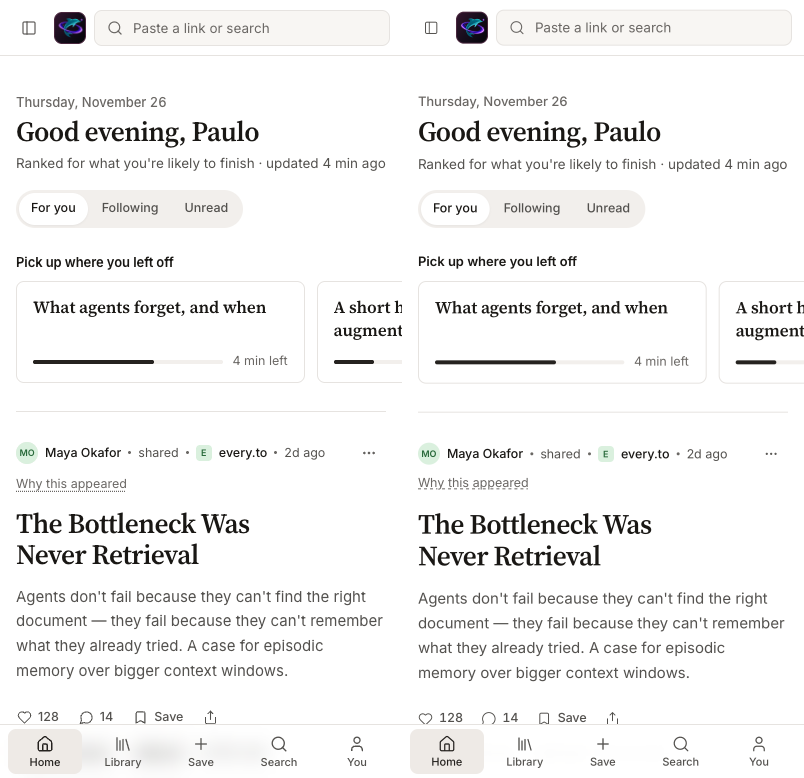 Paste a link or search
Thursday, November 26
Good evening, Paulo
Ranked for what you're likely to finish · updated 4 min ago
For you Following Unread
Pick up where you left off
What agents forget, and when
4 min left
A short h
augment
MO Maya Okafor • shared • E every.to • 2d ago
Why this appeared
The Bottleneck Was
Never Retrieval
Agents don't fail because they can't find the right
document — they fail because they can't remember
what they already tried. A case for episodic
memory over bigger context windows.
128 14 Save
Home Library Save Search You
Paste a link or search
Thursday, November 26
Good evening, Paulo
Ranked for what you're likely to finish · updated 4 min ago
For you Following Unread
Pick up where you left off
What agents forget, and when
4 min left
A short h
augment
MO Maya Okafor • shared • E every.to • 2d ago
Why this appeared
The Bottleneck Was
Never Retrieval
Agents don't fail because they can't find the right
document — they fail because they can't remember
what they already tried. A case for episodic
memory over bigger context windows.
128 14 Save
Home Library Save Search You